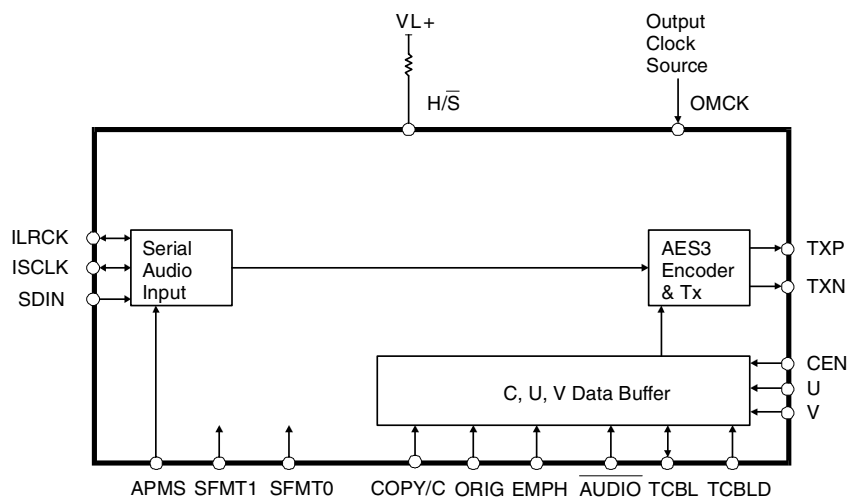 VL+
Output
Clock
Source
H/S̅
OMCK
ILRCK
ISCLK
SDIN
Serial
Audio
Input
AES3
Encoder
& Tx
TXP
TXN
C, U, V Data Buffer
CEN
U
V
APMS SFMT1 SFMT0 COPY/C ORIG EMPH A̅U̅D̅I̅O̅ TCBL TCBLD